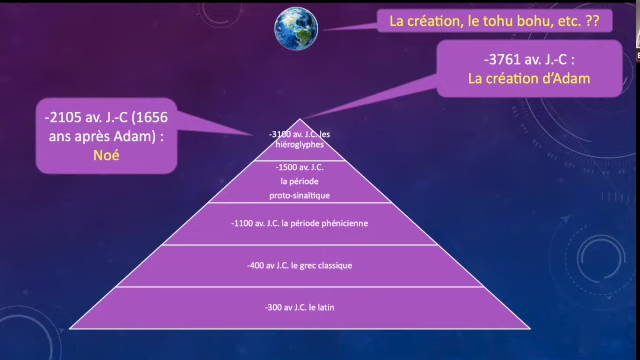 La création, le tohu bohu, etc. ??
-3761 av. J.-C :
La création d'Adam
-2105 av. J.-C (1656
ans après Adam) :
Noé
-3100 av. J.C. les
hiéroglyphes
-1500 av. J.C.
la période
proto-sinaïtique
-1100 av. J.C. la période phénicienne
-400 av J.C. le grec classique
-300 av J.C. le latin